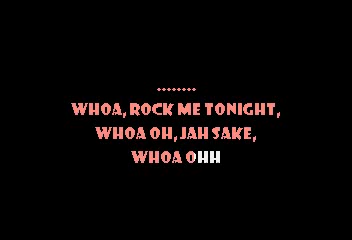 ........
WHOA, ROCK ME TONIGHT,
WHOA OH, JAH SAKE,
WHOA OHH